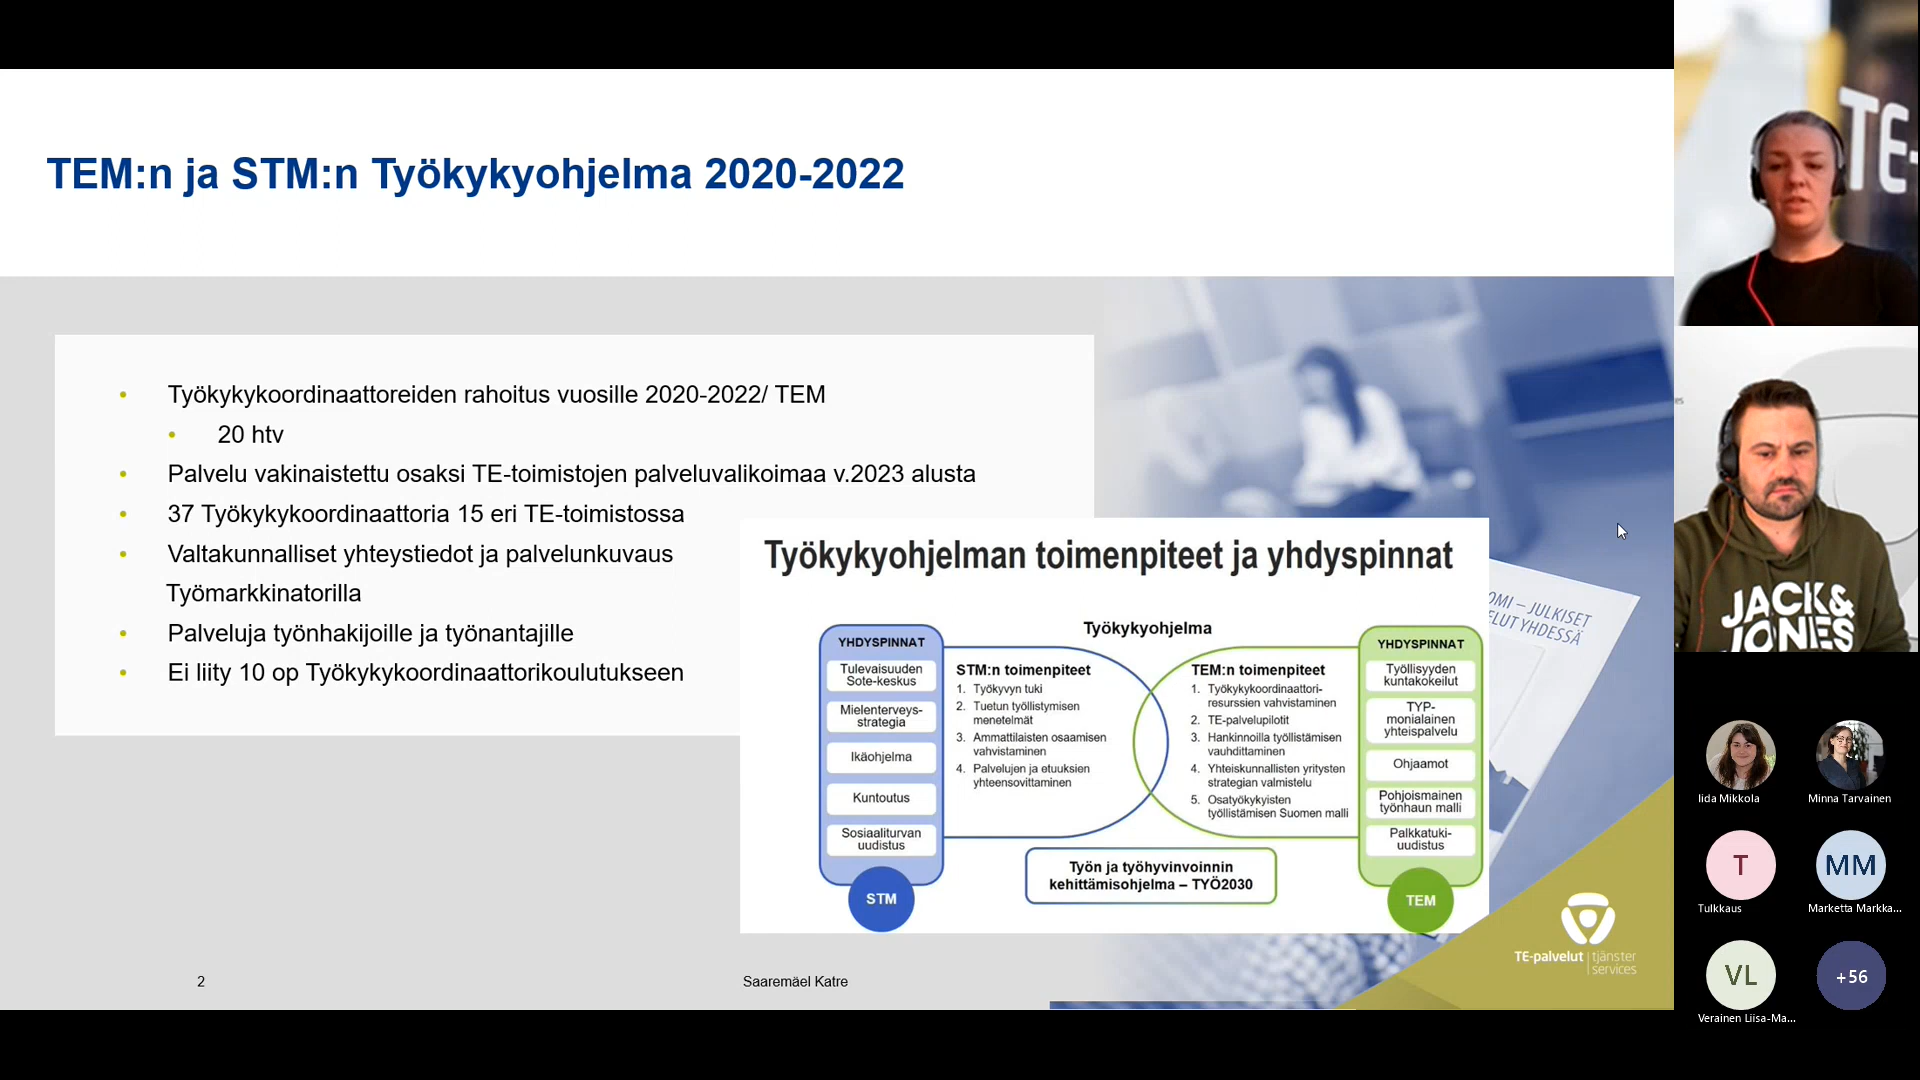 TEM:n ja STM:n Työkykyohjelma 2020-2022
• Työkykykoordinaattoreiden rahoitus vuosille 2020-2022/ TEM
• 20 htv
• Palvelu vakinaistettu osaksi TE-toimistojen palveluvalikoimaa v.2023 alusta
• 37 Työkykykoordinaattoria 15 eri TE-toimistossa
• Valtakunnalliset yhteystiedot ja palvelunkuvaus
Työmarkkinatorilla
• Palveluja työnhakijoille ja työnantajille
• Ei liity 10 op Työkykykoordinaattorikoulutukseen
Työkykyohjelman toimenpiteet ja yhdyspinnat
Työkykyohjelma
YHDYSPINNAT
Tulevaisuuden
Sote-keskus
Mielenterveys-
strategia
Ikäohjelma
Kuntoutus
Sosiaaliturvan
uudistus
STM
STM:n toimenpiteet
1. Työkyvyn tuki
2. Tuetun työllistymisen
menetelmät
3. Ammattilaisten osaamisen
vahvistaminen
4. Palvelujen ja etuuksien
yhteensovittaminen
TEM:n toimenpiteet
1. Työkykykoordinaattori-
resurssien vahvistaminen
2. TE-palvelupilotit
3. Hankinnoilla työllistämisen
vauhdittaminen
4. Yhteiskunnallisten yritysten
strategian valmistelu
5. Osatyökykyisten
työllistämisen Suomen malli
YHDYSPINNAT
Työllisyyden
kuntakokeilut
TYP-
monialainen
yhteispalvelu
Ohjaamot
Pohjoismainen
työnhaun malli
Palkkatuki-
uudistus
TEM
Työn ja työhyvinvoinnin
kehittämisohjelma – TYÖ2030
OMI – JULKISET
ELUT YHDESSÄ
TE-palvelut | tjänster
services
2
Saaremäel Katre
TE-
JACK&
JONES
Iida Mikkola
Minna Tarvainen
T
Tulkkaus
MM
Marketta Markka...
VL
Verainen Liisa-Ma...
+56